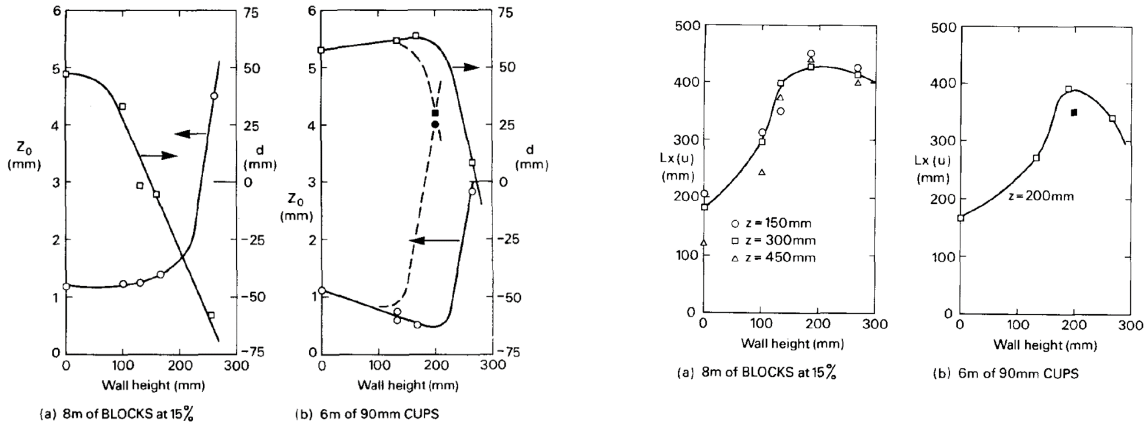 6
5
4
Z₀
(mm)
3
2
1
0
75
50
25
d
(mm)
0
-25
-50
-75
0 100 200 300
Wall height (mm)
(a) 8m of BLOCKS at 15%
6
5
4
3
Z₀
(mm)
2
1
0
75
50
25
d
(mm)
0
-25
-50
-75
0 100 200 300
Wall height (mm)
(b) 6m of 90mm CUPS
500
400
300
Lx(u)
(mm)
200
100
0
○ z=150mm
□ z=300mm
△ z=450mm
0 100 200 300
Wall height (mm)
(a) 8m of BLOCKS at 15%
500
400
300
Lx(u)
(mm)
200
100
0
z=200mm
0 100 200 300
Wall height (mm)
(b) 6m of 90mm CUPS